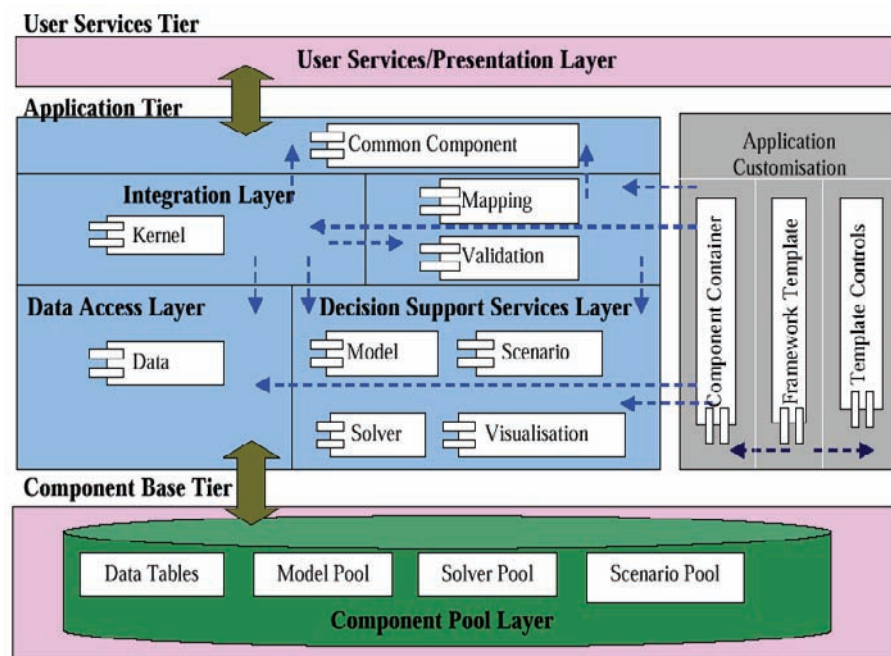 User Services Tier
User Services/Presentation Layer
Application Tier
Common Component
Application
Customisation
Integration Layer
Kernel
Mapping
Validation
Data Access Layer
Data
Decision Support Services Layer
Model
Scenario
Solver
Visualisation
Component Container
Framework Template
Template Controls
Component Base Tier
Data Tables
Model Pool
Solver Pool
Scenario Pool
Component Pool Layer